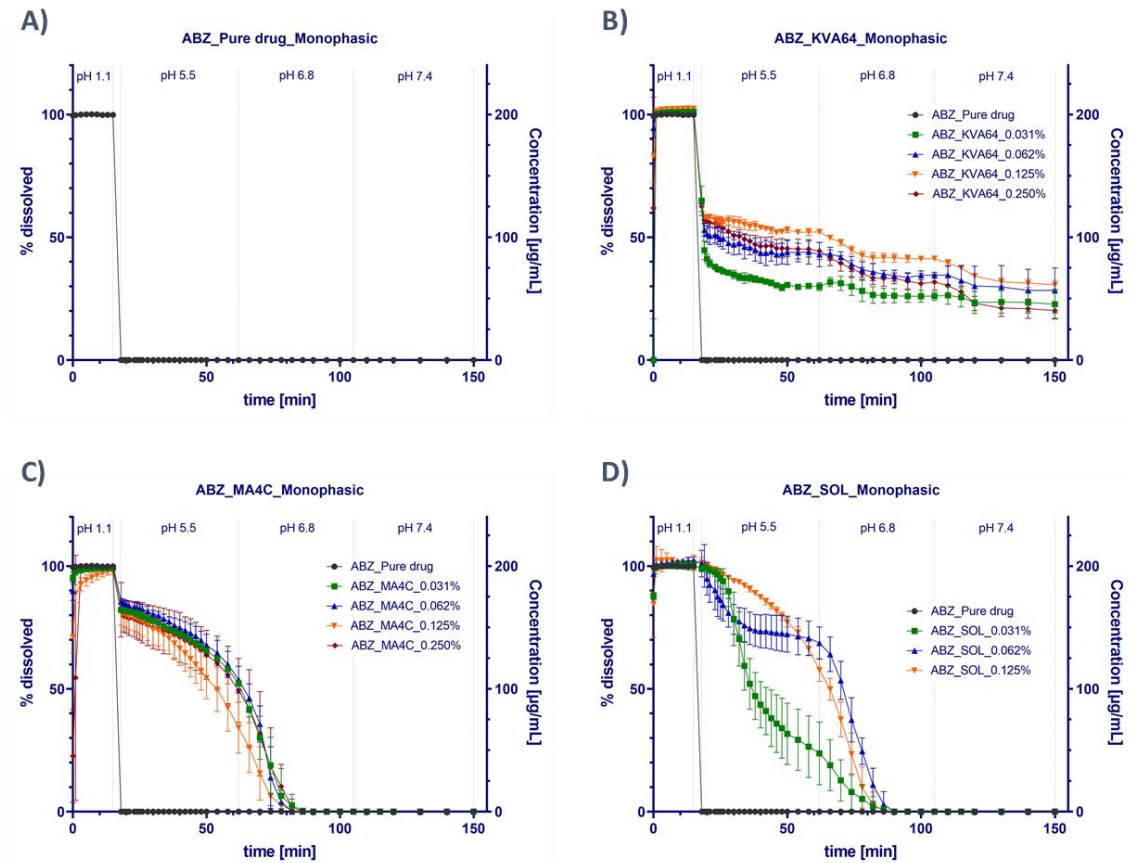 A)
ABZ_Pure drug_Monophasic
pH 1.1 pH 5.5 pH 6.8 pH 7.4
% dissolved
100
50
0
Concentration [µg/mL]
200
100
0
0 50 100 150
time [min]
B)
ABZ_KVA64_Monophasic
pH 1.1 pH 5.5 pH 6.8 pH 7.4
% dissolved
100
50
0
ABZ_Pure drug
ABZ_KVA64_0.031%
ABZ_KVA64_0.062%
ABZ_KVA64_0.125%
ABZ_KVA64_0.250%
Concentration [µg/mL]
200
100
0
0 50 100 150
time [min]
C)
ABZ_MA4C_Monophasic
pH 1.1 pH 5.5 pH 6.8 pH 7.4
% dissolved
100
50
0
ABZ_Pure drug
ABZ_MA4C_0.031%
ABZ_MA4C_0.062%
ABZ_MA4C_0.125%
ABZ_MA4C_0.250%
Concentration [µg/mL]
200
100
0
0 50 100 150
time [min]
D)
ABZ_SOL_Monophasic
pH 1.1 pH 5.5 pH 6.8 pH 7.4
% dissolved
100
50
0
ABZ_Pure drug
ABZ_SOL_0.031%
ABZ_SOL_0.062%
ABZ_SOL_0.125%
Concentration [µg/mL]
200
100
0
0 50 100 150
time [min]